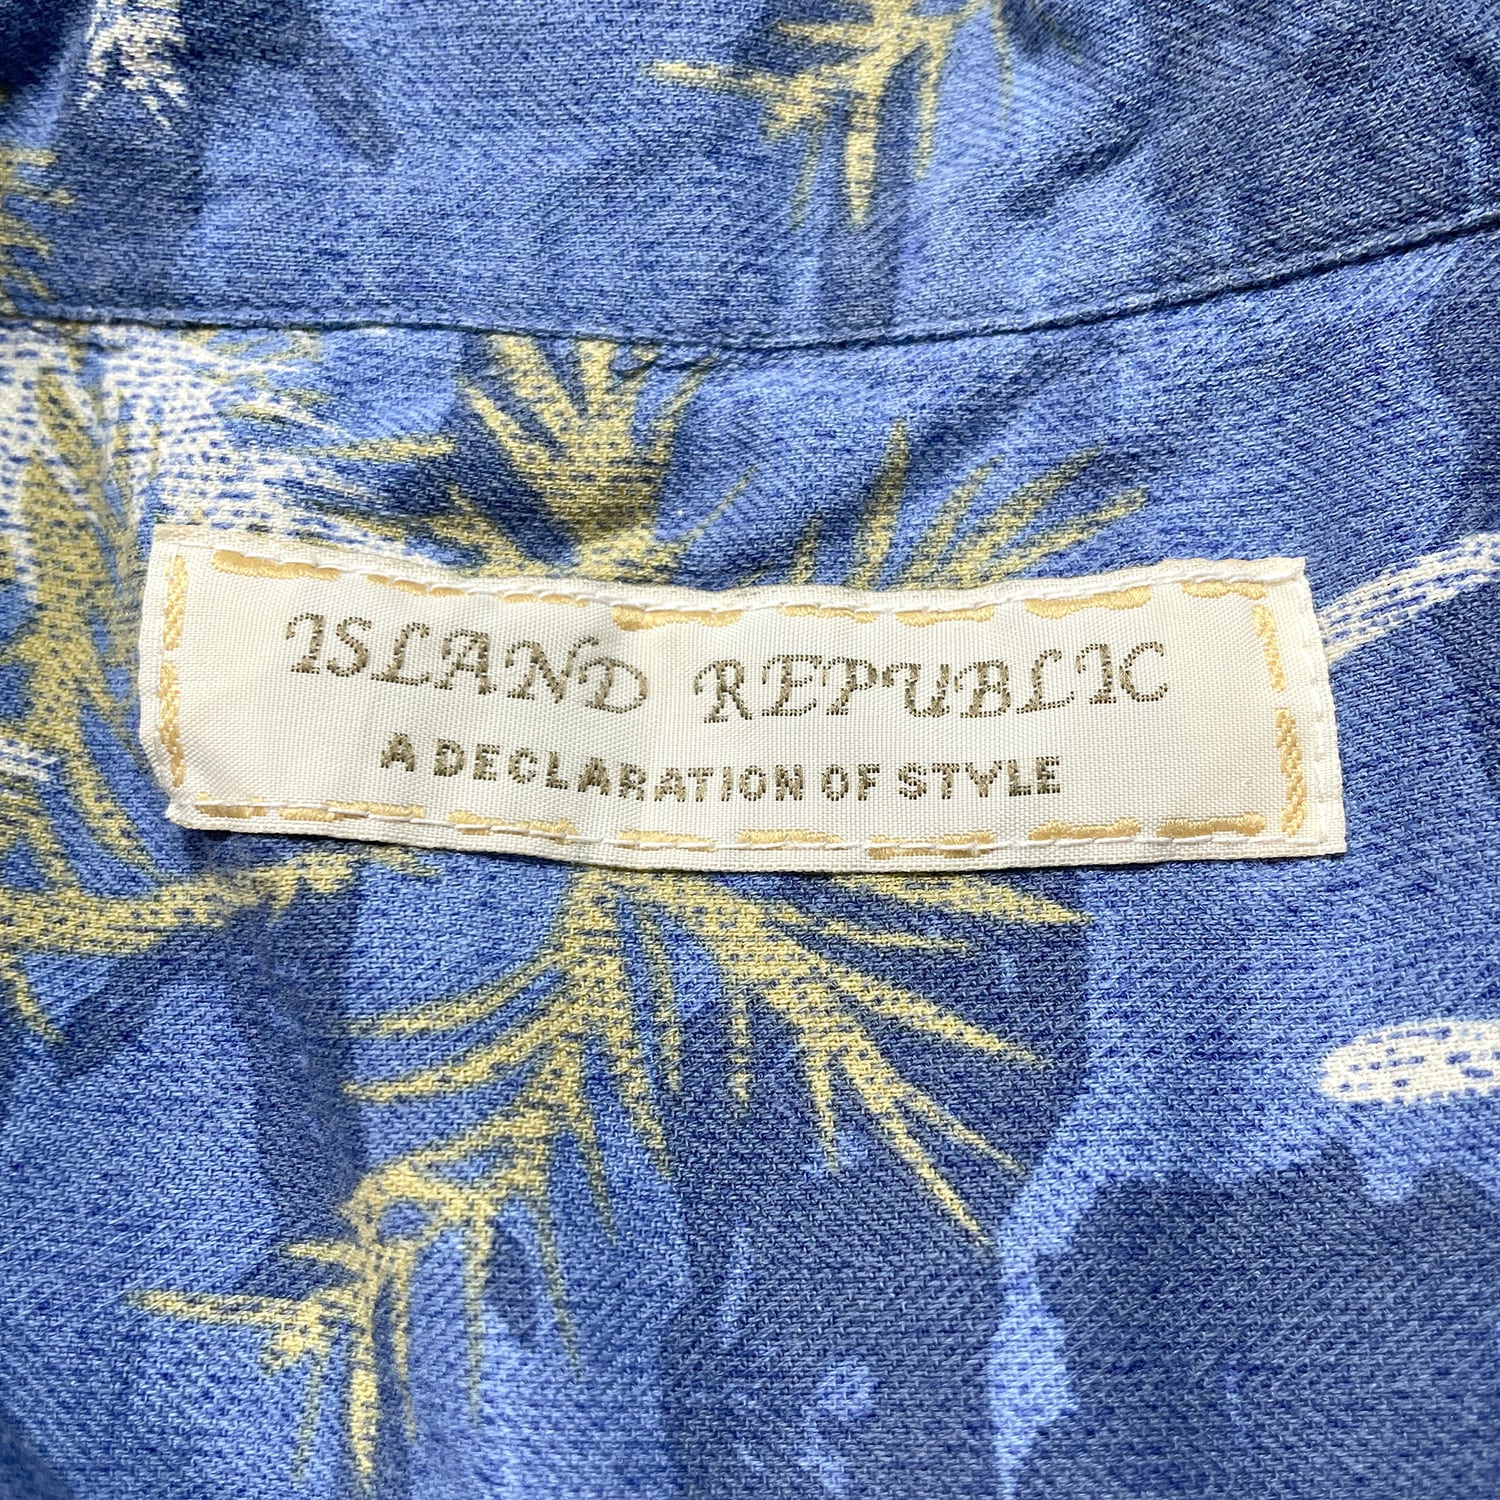 ISLAND REPUBLIC
A DECLARATION OF STYLE